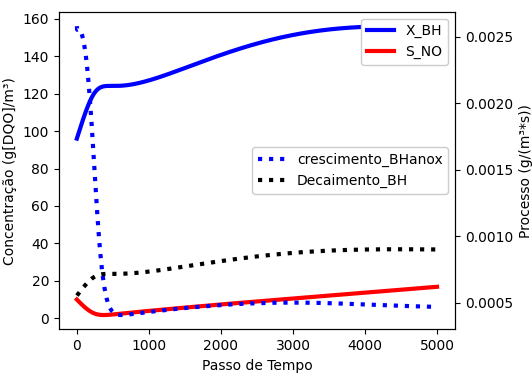 160
140
120
100
80
60
40
20
0
Concentração (g[DQO]/m³)
0
1000
2000
3000
4000
5000
Passo de Tempo
0.0025
0.0020
0.0015
0.0010
0.0005
Processo (g/(m³*s))
X_BH
S_NO
crescimento_BHanox
Decaimento_BH